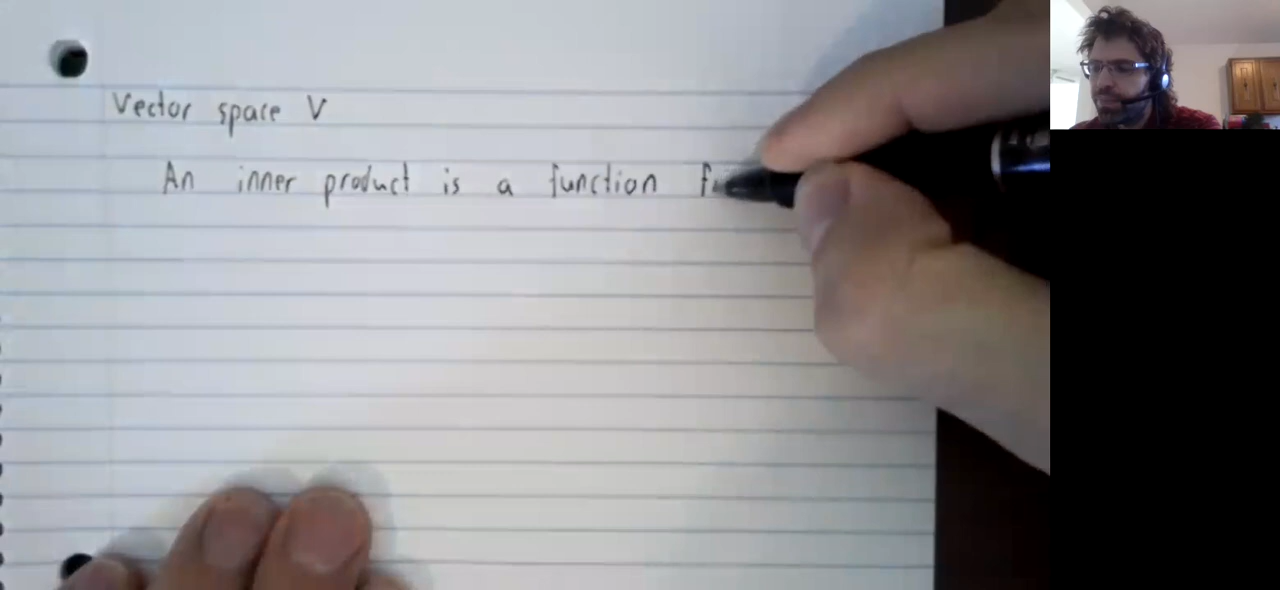 Vector space V
An inner product is a function